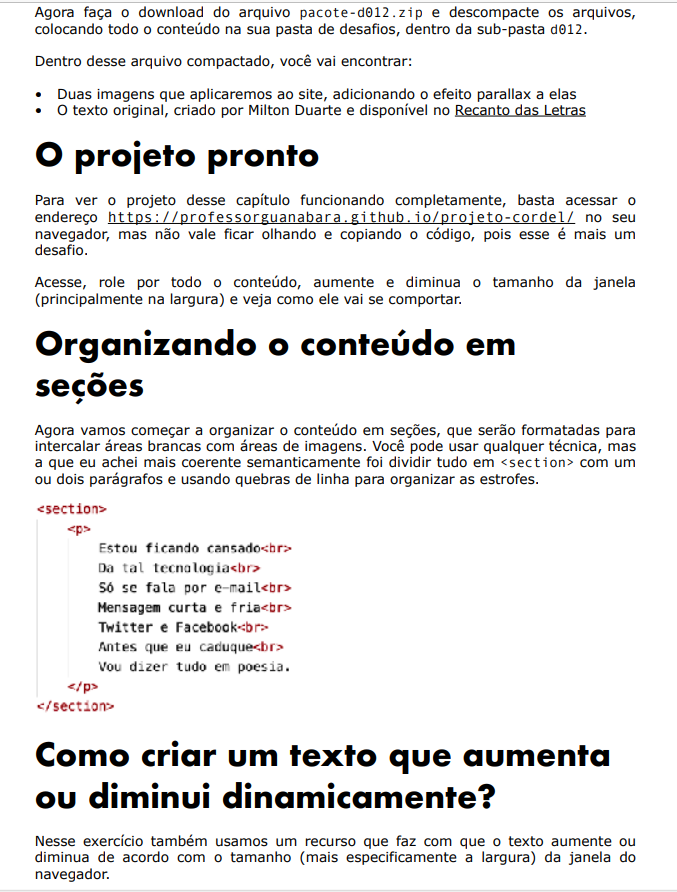 Agora faça o download do arquivo pacote-d012.zip e descompacte os arquivos,
colocando todo o conteúdo na sua pasta de desafios, dentro da sub-pasta d012.
Dentro desse arquivo compactado, você vai encontrar:
• Duas imagens que aplicaremos ao site, adicionando o efeito parallax a elas
• O texto original, criado por Milton Duarte e disponível no Recanto das Letras
O projeto pronto
Para ver o projeto desse capítulo funcionando completamente, basta acessar o
endereço https://professorguanabara.github.io/projeto-cordel/ no seu
navegador, mas não vale ficar olhando e copiando o código, pois esse é mais um
desafio.
Acesse, role por todo o conteúdo, aumente e diminua o tamanho da janela
(principalmente na largura) e veja como ele vai se comportar.
Organizando o conteúdo em
seções
Agora vamos começar a organizar o conteúdo em seções, que serão formatadas para
intercalar áreas brancas com áreas de imagens. Você pode usar qualquer técnica, mas
a que eu achei mais coerente semanticamente foi dividir tudo em <section> com um
ou dois parágrafos e usando quebras de linha para organizar as estrofes.
<section>
<p>
Estou ficando cansado<br>
Da tal tecnologia<br>
Só se fala por e-mail<br>
Mensagem curta e fria<br>
Twitter e Facebook<br>
Antes que eu caduque<br>
Vou dizer tudo em poesia.
</p>
</section>
Como criar um texto que aumenta
ou diminui dinamicamente?
Nesse exercício também usamos um recurso que faz com que o texto aumente ou
diminua de acordo com o tamanho (mais especificamente a largura) da janela do
navegador.